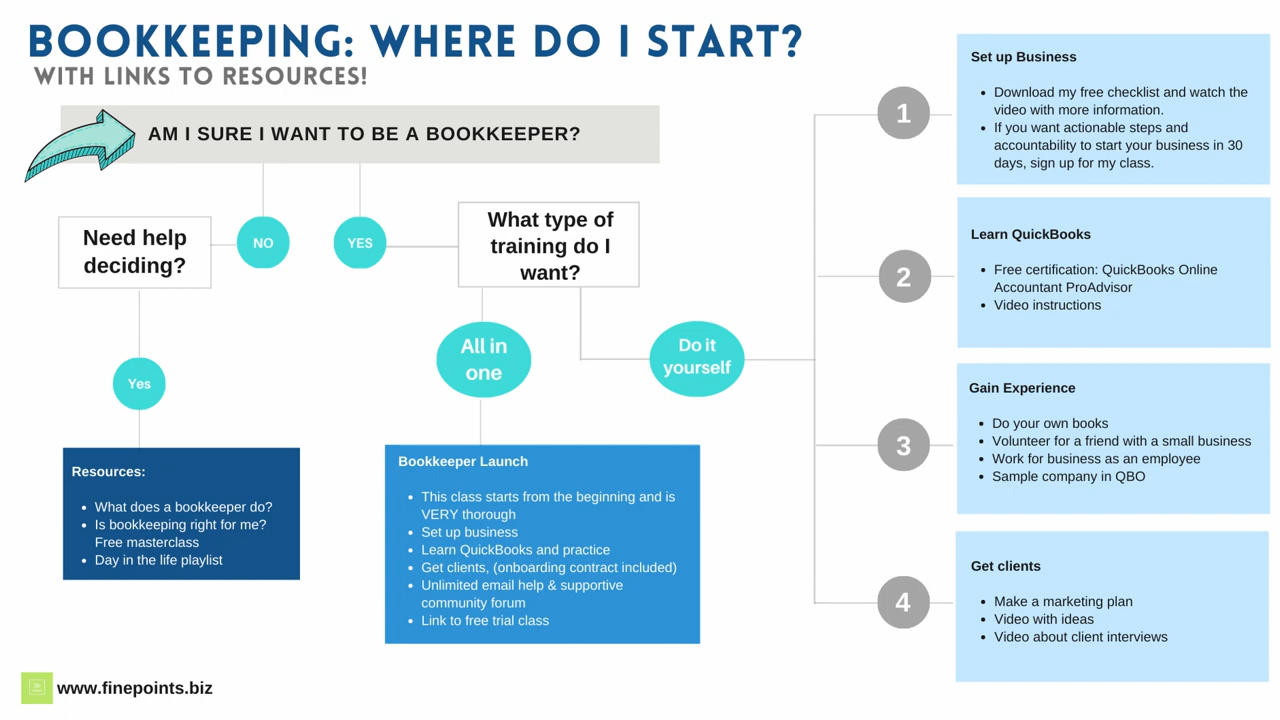 BOOKKEEPING: WHERE DO I START?
WITH LINKS TO RESOURCES!
AM I SURE I WANT TO BE A BOOKKEEPER?
NO
YES
Need help
deciding?
Yes
Resources:
• What does a bookkeeper do?
• Is bookkeeping right for me?
Free masterclass
• Day in the life playlist
What type of
training do I
want?
All in
one
Do it
yourself
Bookkeeper Launch
• This class starts from the beginning and is
VERY thorough
• Set up business
• Learn QuickBooks and practice
• Get clients, (onboarding contract included)
• Unlimited email help & supportive
community forum
• Link to free trial class
1
Set up Business
• Download my free checklist and watch the
video with more information.
• If you want actionable steps and
accountability to start your business in 30
days, sign up for my class.
2
Learn QuickBooks
• Free certification: QuickBooks Online
Accountant ProAdvisor
• Video instructions
3
Gain Experience
• Do your own books
• Volunteer for a friend with a small business
• Work for business as an employee
• Sample company in QBO
4
Get clients
• Make a marketing plan
• Video with ideas
• Video about client interviews
www.finepoints.biz